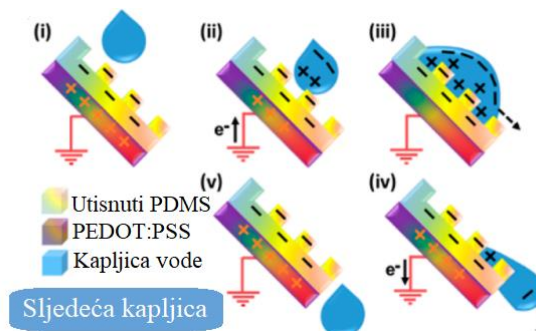 (i)
(ii)
(iii)
e-
Utisnuti PDMS
PEDOT:PSS
Kapljica vode
(v)
(iv)
e-
Sljedeća kapljica